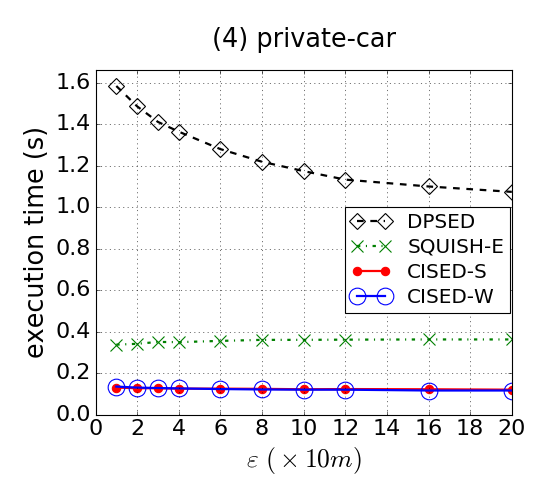 (4) private-car
execution time (s)
1.6
1.4
1.2
1.0
0.8
0.6
0.4
0.2
0.0
DPSED
SQUISH-E
CISED-S
CISED-W
0 2 4 6 8 10 12 14 16 18 20
ε (×10m)